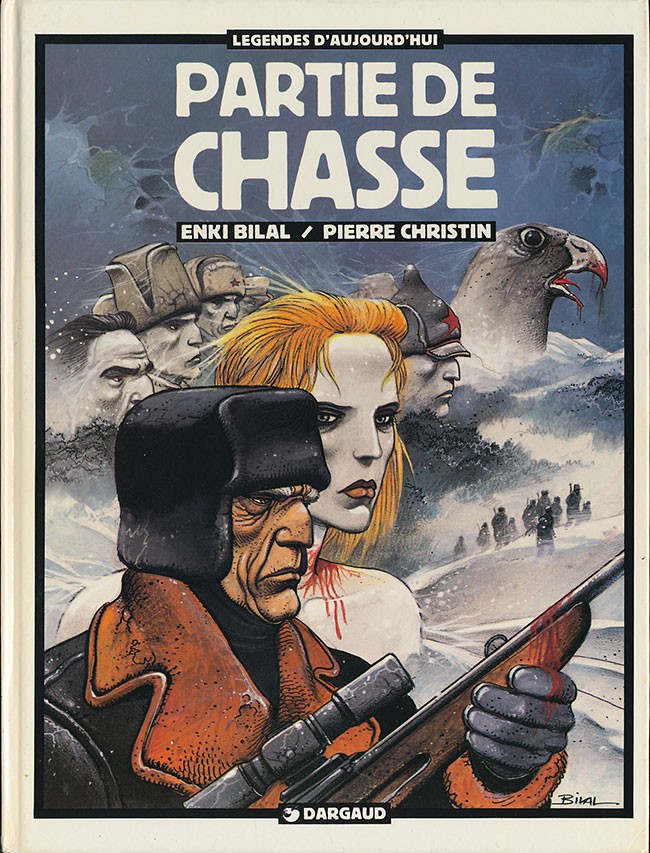 LEGENDES D'AUJOURD'HUI
PARTIE DE
CHASSE
ENKI BILAL / PIERRE CHRISTIN
BILAL
DARGAUD